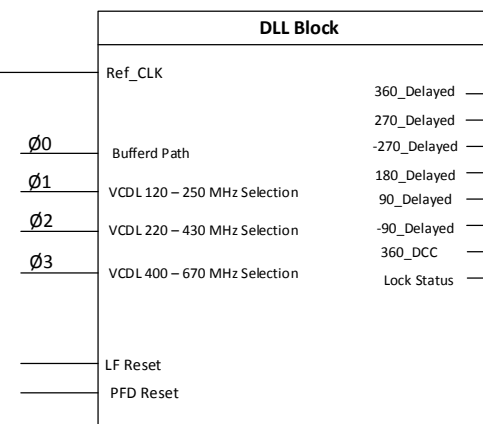 DLL Block
Ref_CLK
360_Delayed
270_Delayed
Ø0
-270_Delayed
Bufferd Path
Ø1
180_Delayed
VCDL 120 – 250 MHz Selection
90_Delayed
Ø2
-90_Delayed
VCDL 220 – 430 MHz Selection
360_DCC
Ø3
VCDL 400 – 670 MHz Selection
Lock Status
LF Reset
PFD Reset